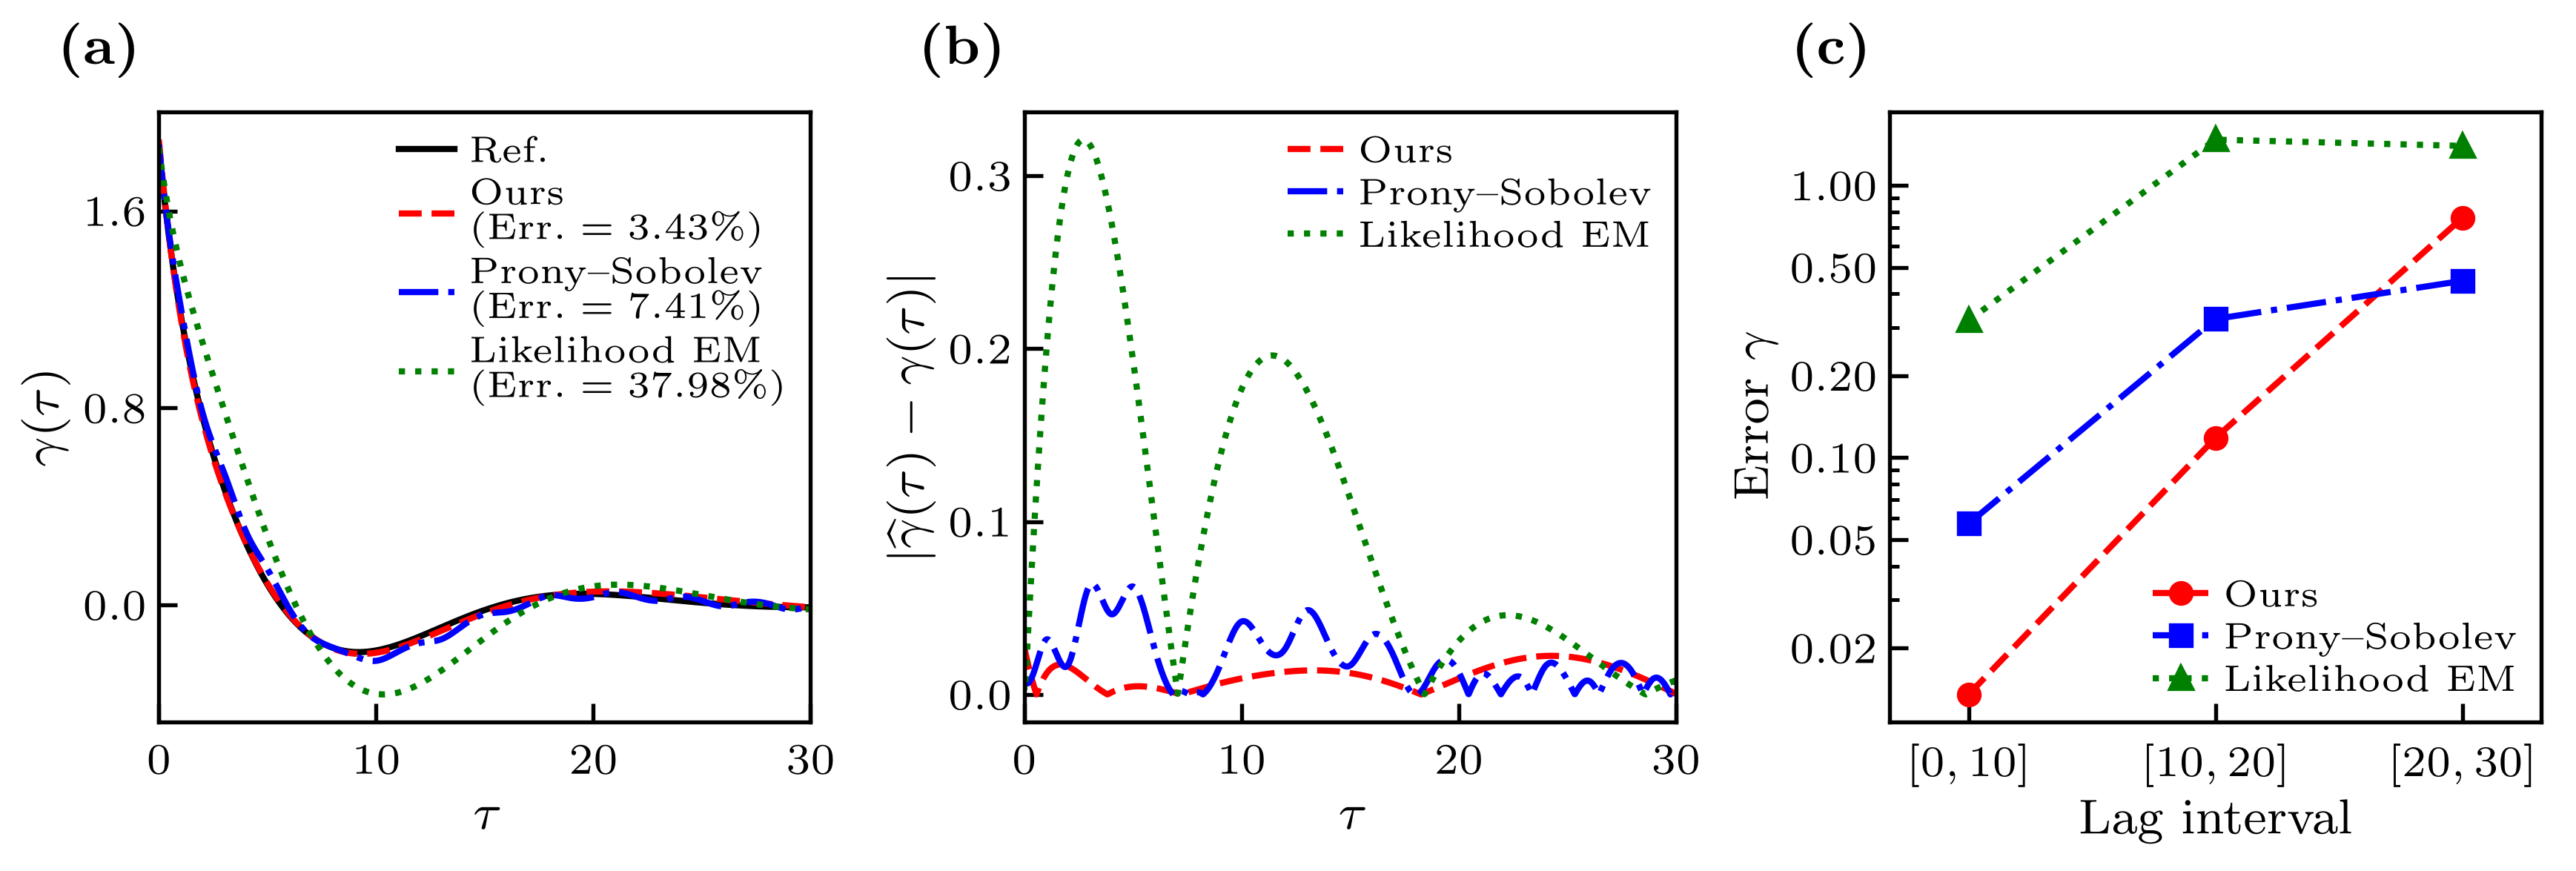 (a)
γ(τ)
1.6
0.8
0.0
0
10
20
30
τ
Ref.
Ours
(Err. = 3.43%)
Prony–Sobolev
(Err. = 7.41%)
Likelihood EM
(Err. = 37.98%)
(b)
|γ̂(τ) − γ(τ)|
0.3
0.2
0.1
0.0
0
10
20
30
τ
Ours
Prony–Sobolev
Likelihood EM
(c)
Error γ
1.00
0.50
0.20
0.10
0.05
0.02
[0, 10]
[10, 20]
[20, 30]
Lag interval
Ours
Prony–Sobolev
Likelihood EM